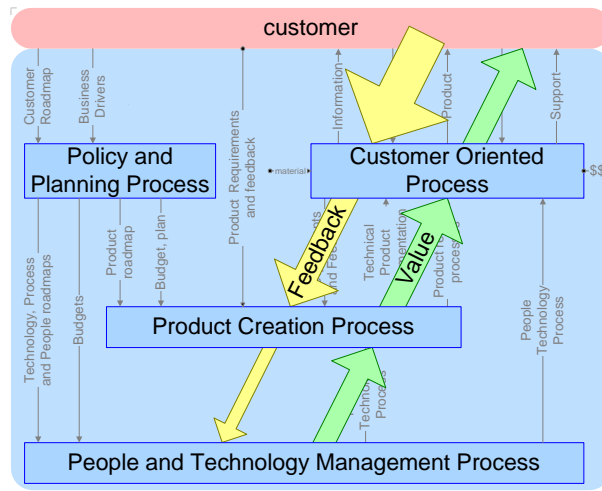 customer
Customer
Roadmap
Business
Drivers
Product Requirements
and feedback
Information
Product
Support
Policy and
Planning Process
material
Customer Oriented
Process
$$
Technology, Process
and People roadmaps
Budgets
Product
roadmap
Budget, plan
Feedback
Technical
Product
Value
People
Technology
Process
Product Creation Process
Process
People and Technology Management Process